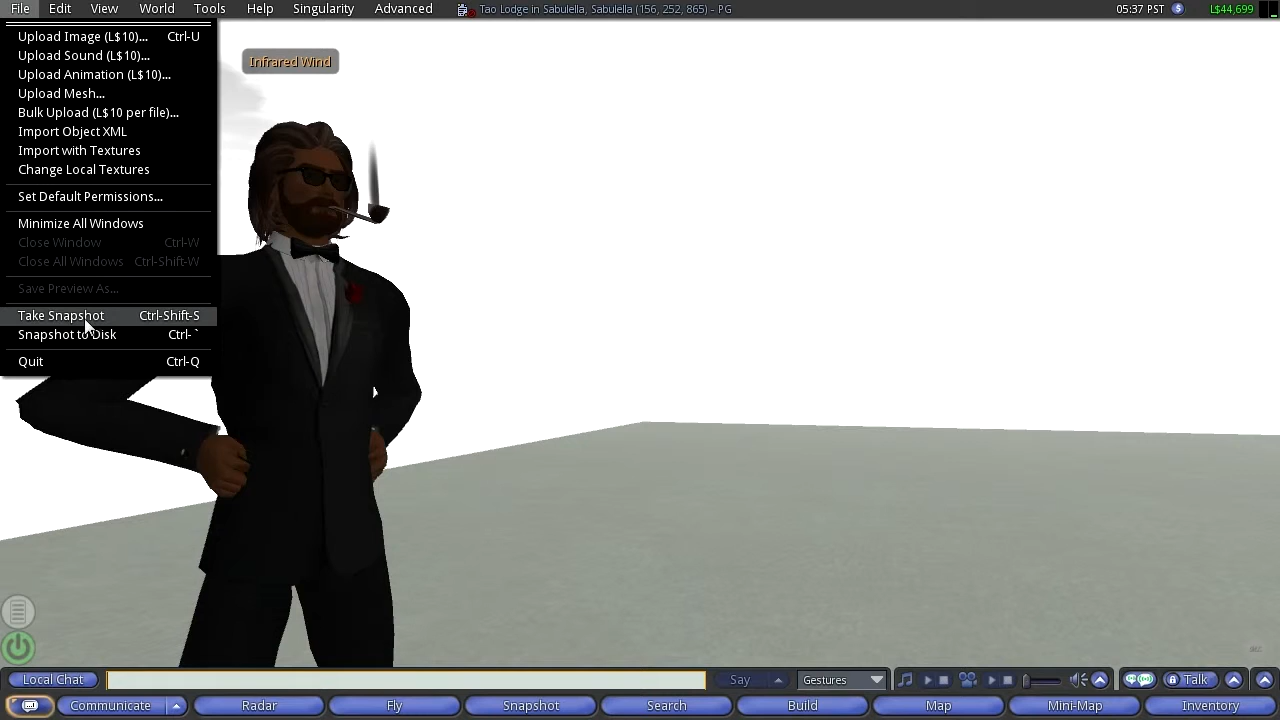 File Edit View World Tools Help Singularity Advanced Tao Lodge in Sabulella, Sabulella (156, 252, 865) – PG 05:37 PST $ L$44,699
Upload Image (L$10)... Ctrl-U
Upload Sound (L$10)...
Upload Animation (L$10)...
Upload Mesh...
Bulk Upload (L$10 per file)...
Import Object XML
Import with Textures
Change Local Textures
Set Default Permissions...
Minimize All Windows
Close Window Ctrl-W
Close All Windows Ctrl-Shift-W
Save Preview As...
Take Snapshot Ctrl-Shift-S
Snapshot to Disk Ctrl-`
Quit Ctrl-Q
Infrared Wind
Local Chat Say Gestures Talk
Communicate Radar Fly Snapshot Search Build Map Mini-Map Inventory